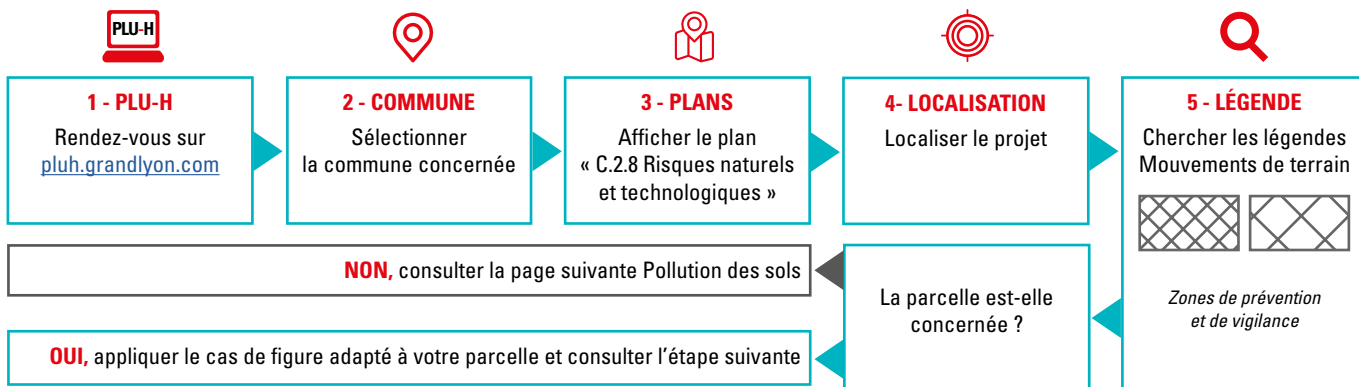 PLU-H
1 - PLU-H
Rendez-vous sur
pluh.grandlyon.com
2 - COMMUNE
Sélectionner
la commune concernée
3 - PLANS
Afficher le plan
« C.2.8 Risques naturels
et technologiques »
4- LOCALISATION
Localiser le projet
5 - LÉGENDE
Chercher les légendes
Mouvements de terrain
Zones de prévention
et de vigilance
La parcelle est-elle
concernée ?
NON, consulter la page suivante Pollution des sols
OUI, appliquer le cas de figure adapté à votre parcelle et consulter l’étape suivante